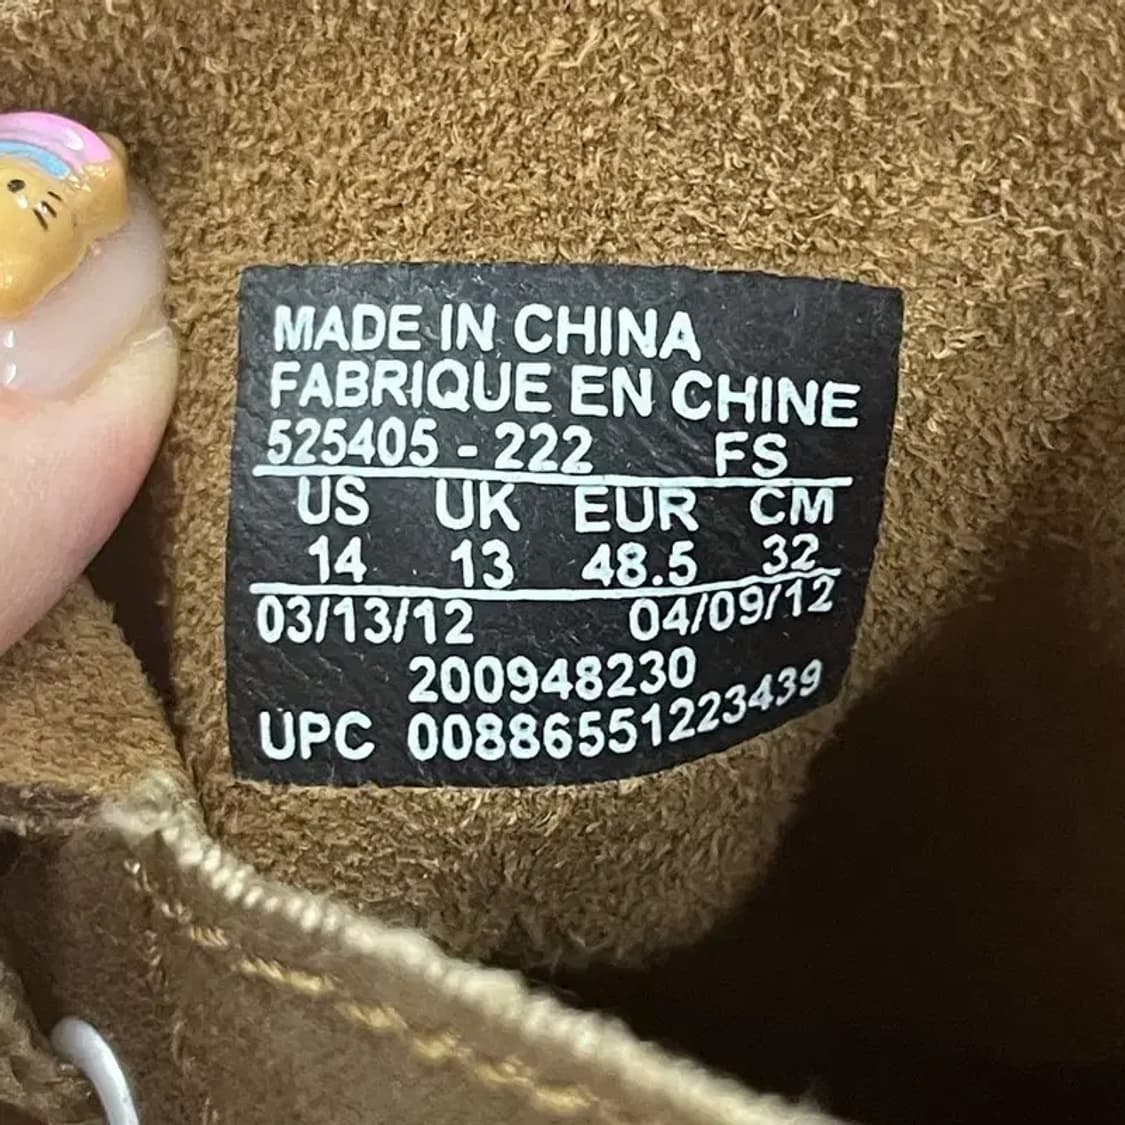 MADE IN CHINA
FABRIQUE EN CHINE
525405 - 222 FS
US UK EUR CM
14 13 48.5 32
03/13/12 04/09/12
200948230
UPC 00886551223439